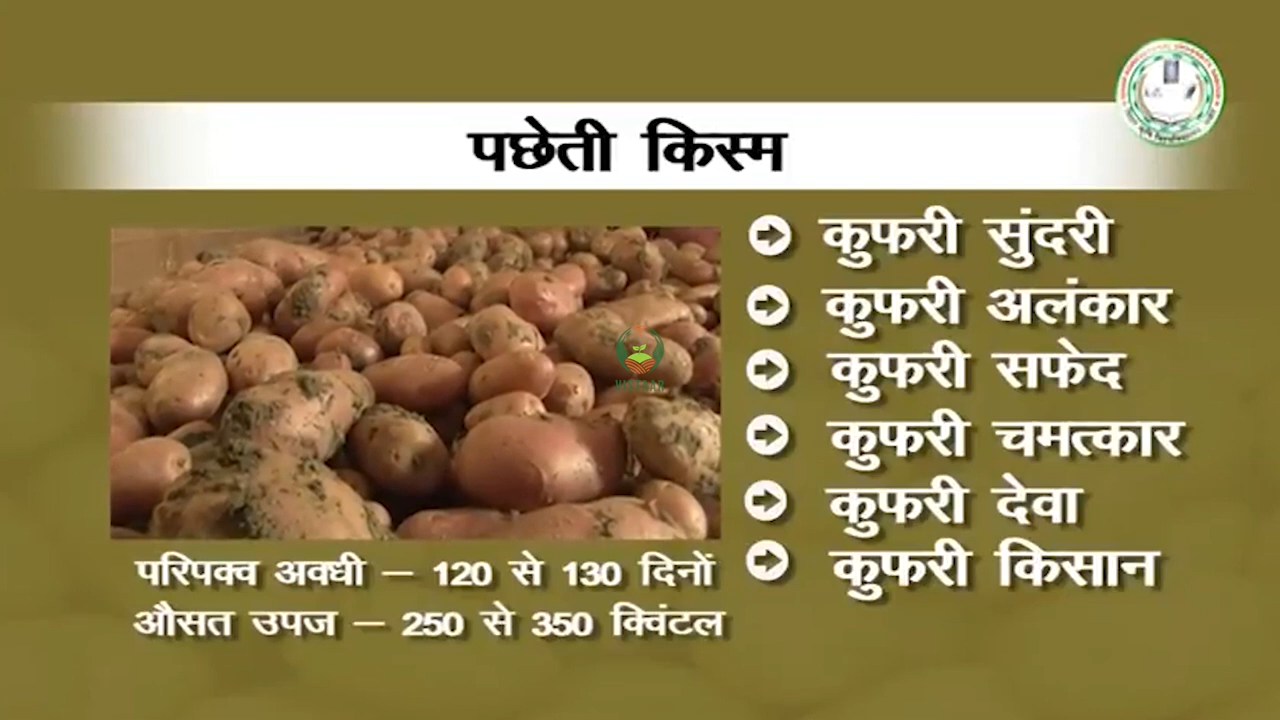 पछेती किस्म
कुफरी सुंदरी
कुफरी अलंकार
कुफरी सफेद
कुफरी चमत्कार
कुफरी देवा
कुफरी किसान
परिपक्व अवधी – 120 से 130 दिनों
औसत उपज – 250 से 350 क्विंटल